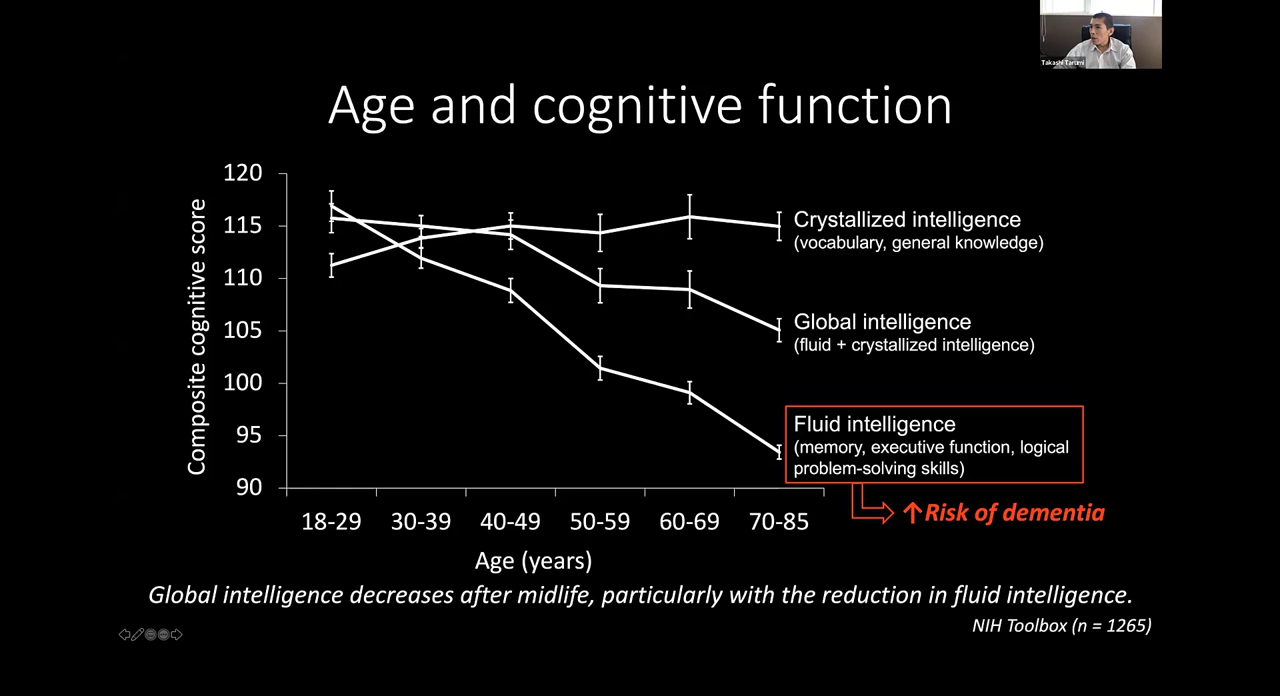 Takashi Tarumi
Age and cognitive function
Composite cognitive score
120
115
110
105
100
95
90
Crystallized intelligence
(vocabulary, general knowledge)
Global intelligence
(fluid + crystallized intelligence)
Fluid intelligence
(memory, executive function, logical
problem-solving skills)
↑Risk of dementia
18-29 30-39 40-49 50-59 60-69 70-85
Age (years)
Global intelligence decreases after midlife, particularly with the reduction in fluid intelligence.
NIH Toolbox (n = 1265)